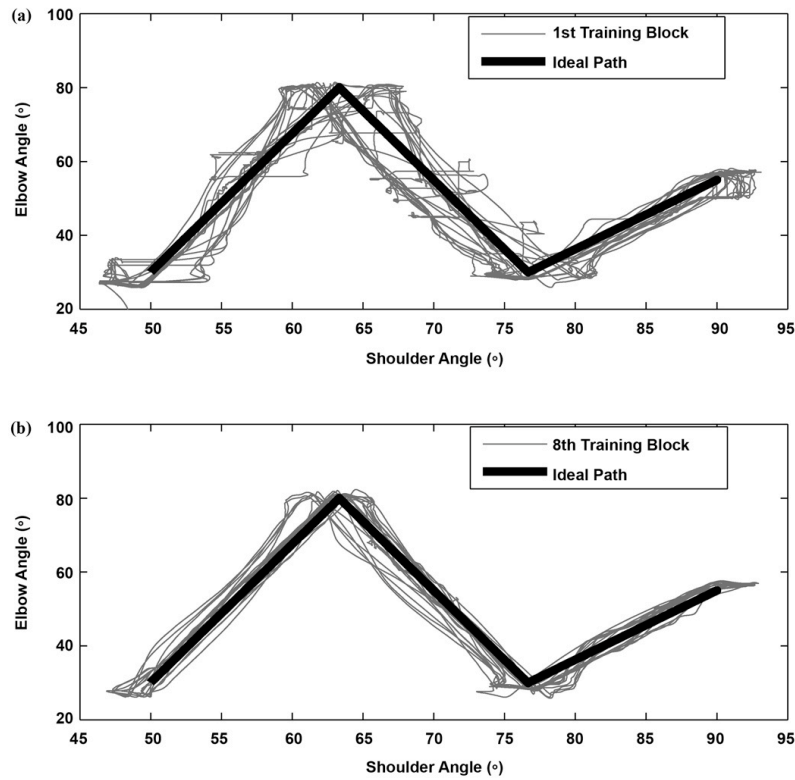 (a)
100
80
60
40
20
Elbow Angle (°)
1st Training Block
Ideal Path
45 50 55 60 65 70 75 80 85 90 95
Shoulder Angle (°)
(b)
100
80
60
40
20
Elbow Angle (°)
8th Training Block
Ideal Path
45 50 55 60 65 70 75 80 85 90 95
Shoulder Angle (°)